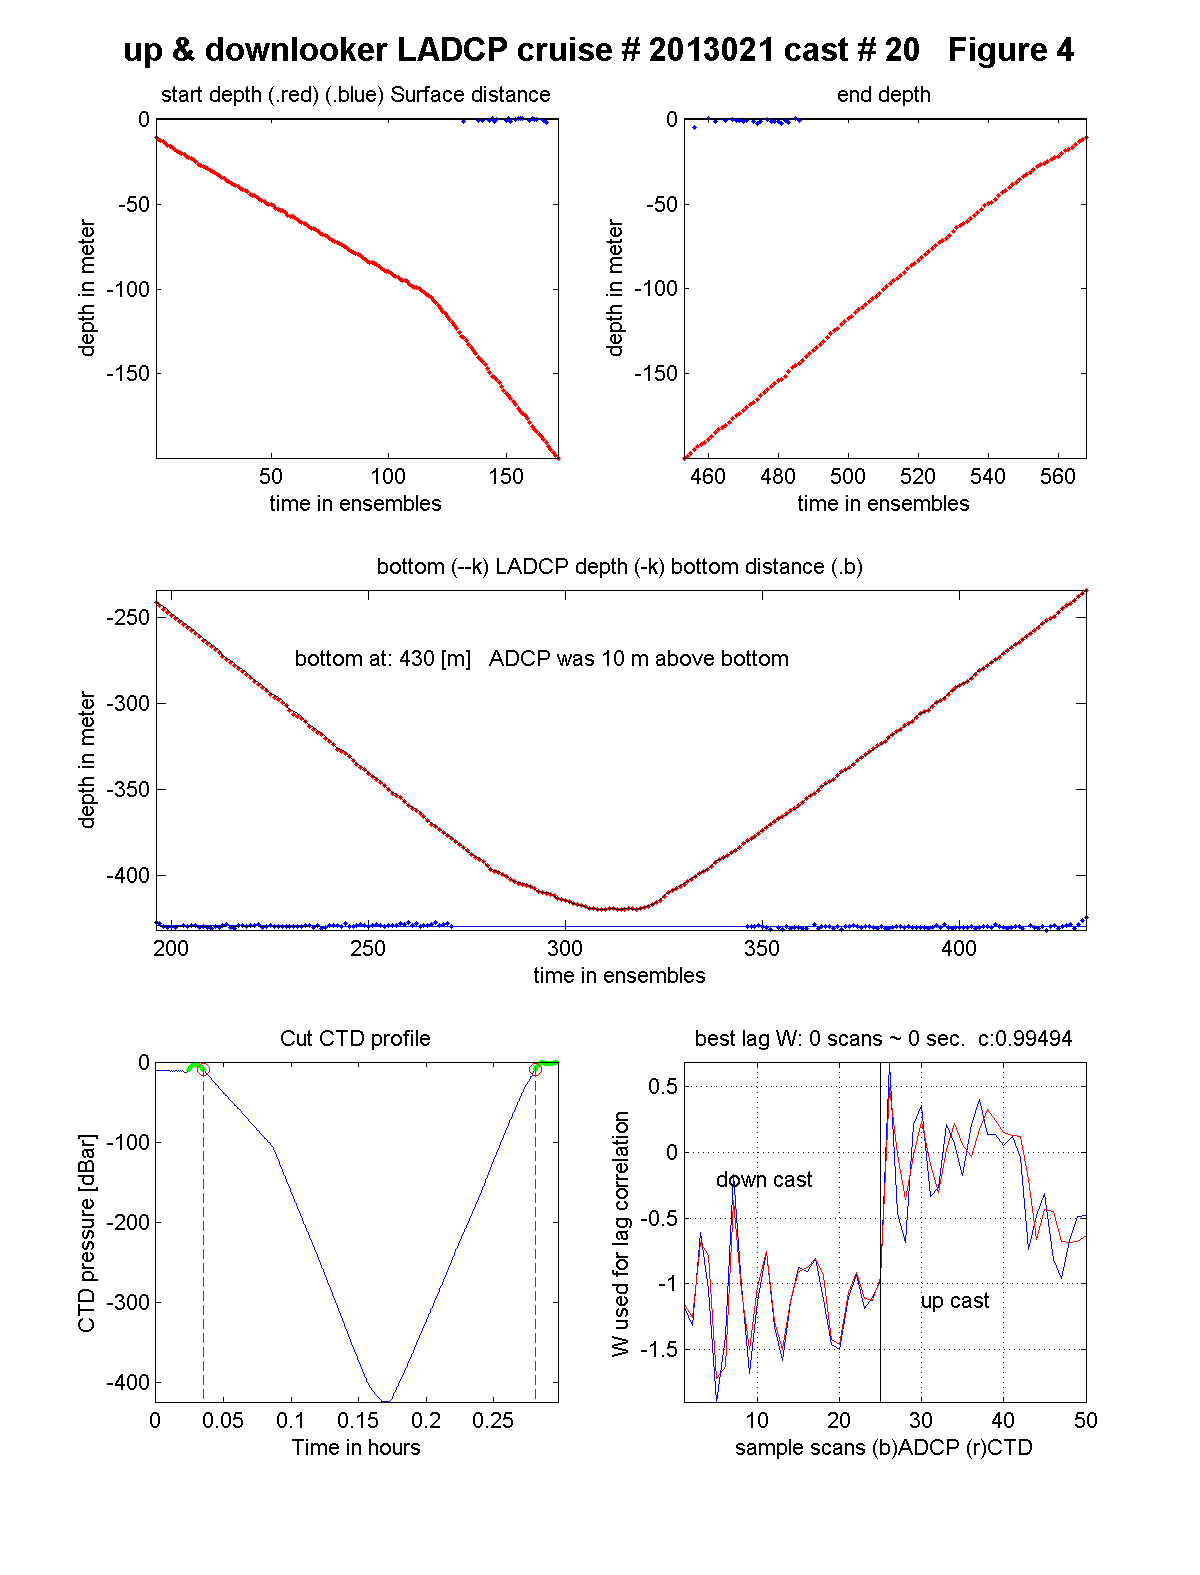 up & downlooker LADCP cruise # 2013021 cast # 20   Figure 4
start depth (.red) (.blue) Surface distance
0
-50
-100
-150
depth in meter
50 100 150
time in ensembles
end depth
0
-50
-100
-150
depth in meter
460 480 500 520 540 560
time in ensembles
bottom (--k) LADCP depth (-k) bottom distance (.b)
-250
-300
-350
-400
depth in meter
bottom at: 430 [m]   ADCP was 10 m above bottom
200 250 300 350 400
time in ensembles
Cut CTD profile
0
-100
-200
-300
-400
CTD pressure [dBar]
0 0.05 0.1 0.15 0.2 0.25
Time in hours
best lag W: 0 scans ~ 0 sec.  c:0.99494
0.5
0
-0.5
-1
-1.5
W used for lag correlation
down cast
up cast
10 20 30 40 50
sample scans (b)ADCP (r)CTD